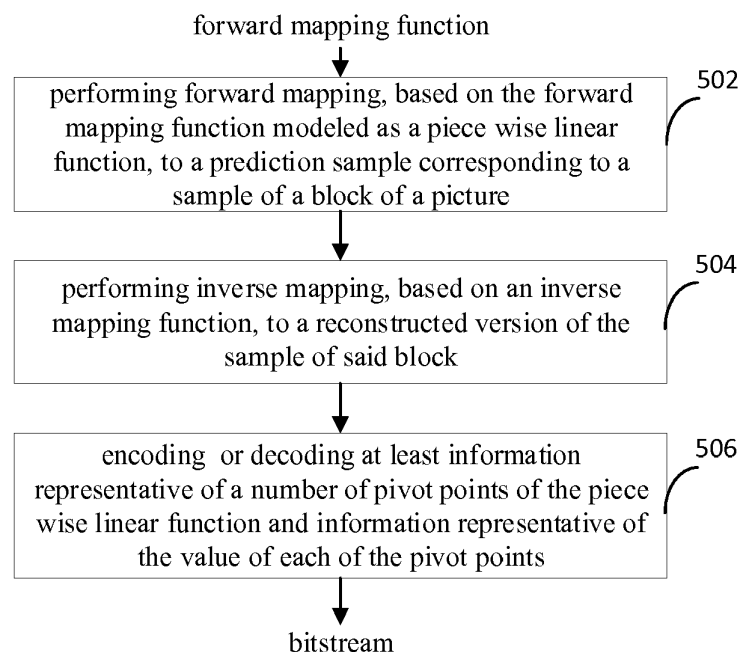 forward mapping function
502
performing forward mapping, based on the forward
mapping function modeled as a piece wise linear
function, to a prediction sample corresponding to a
sample of a block of a picture
504
performing inverse mapping, based on an inverse
mapping function, to a reconstructed version of the
sample of said block
506
encoding or decoding at least information
representative of a number of pivot points of the piece
wise linear function and information representative of
the value of each of the pivot points
bitstream